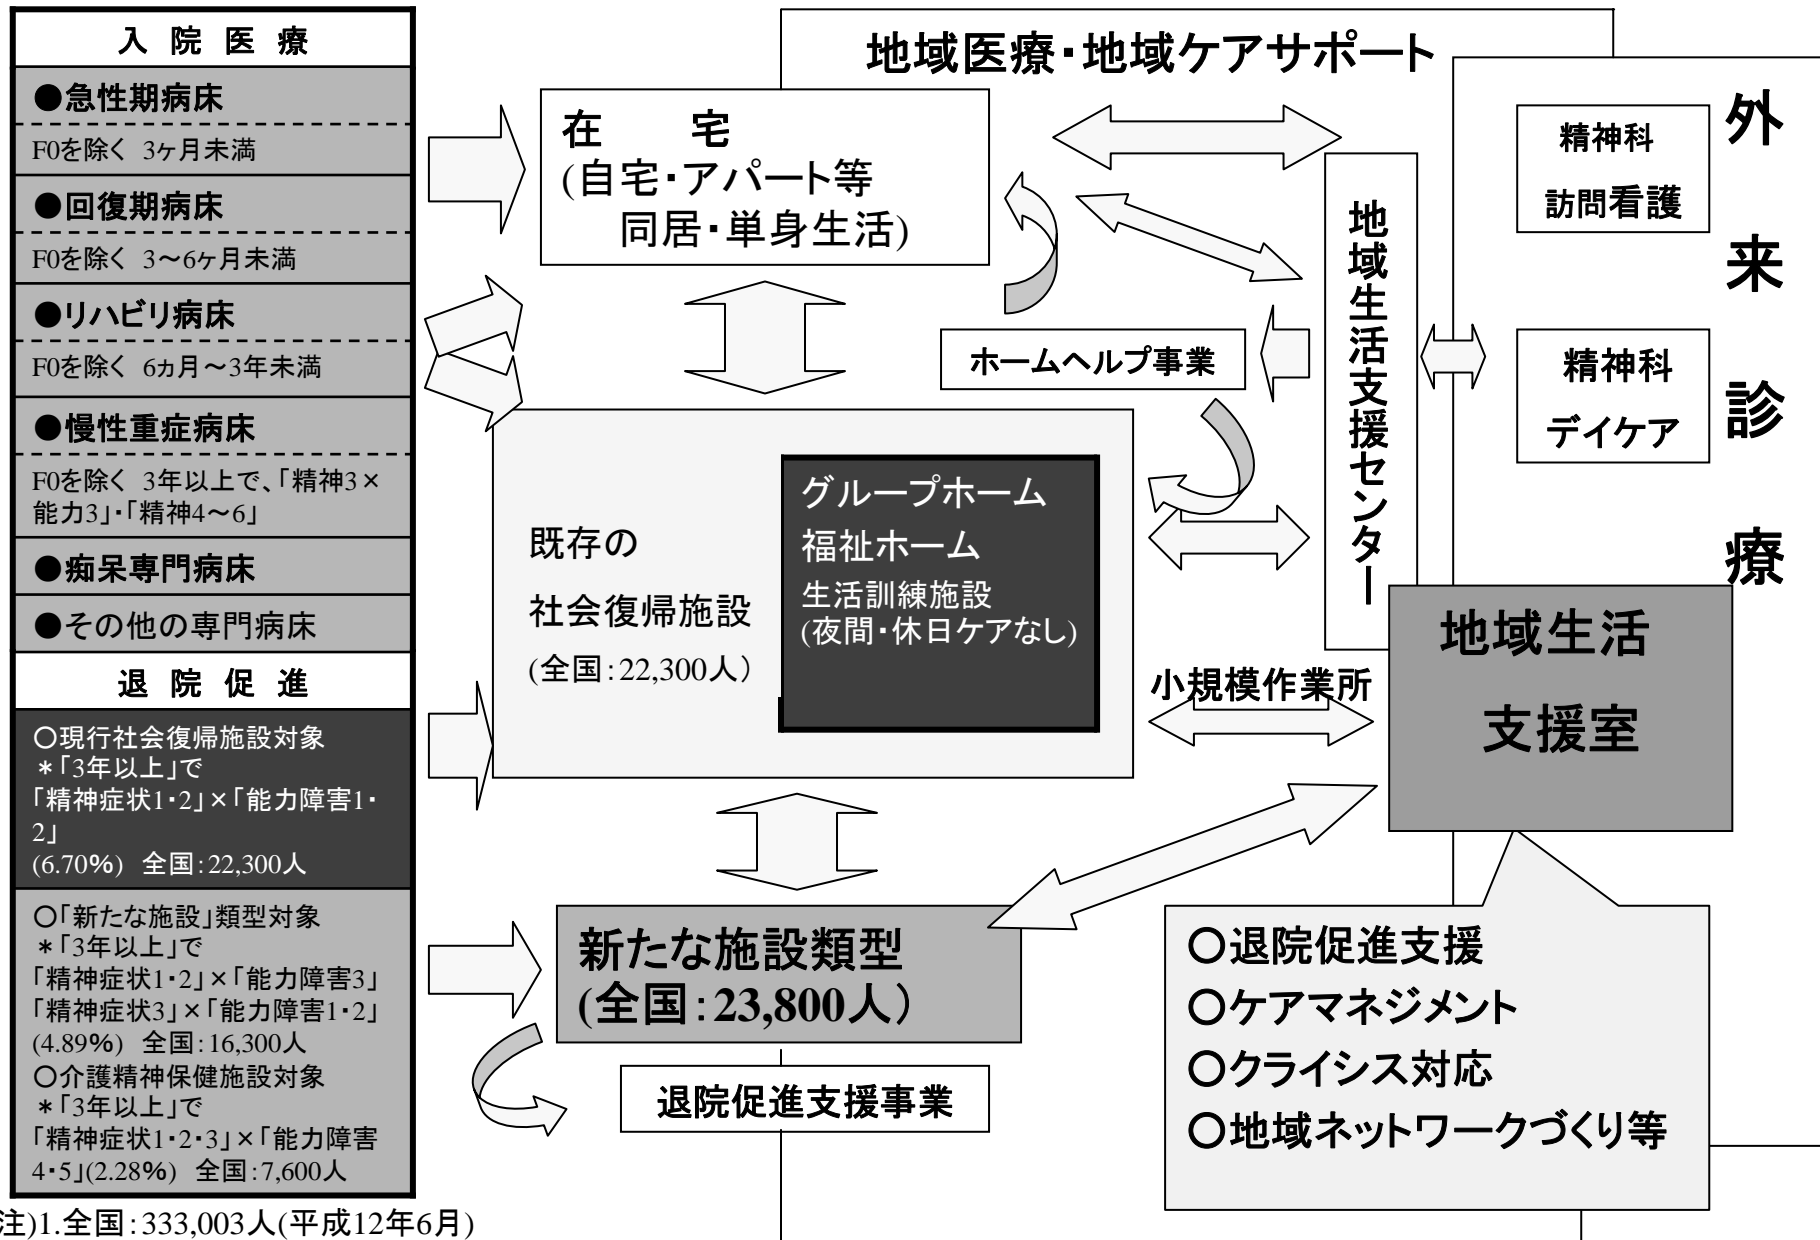 入 院 医 療
●急性期病床
F0を除く 3ヶ月未満
●回復期病床
F0を除く 3～6ヶ月未満
●リハビリ病床
F0を除く 6ヵ月～3年未満
●慢性重症病床
F0を除く 3年以上で、｢精神3×
能力3｣･｢精神4～6｣
●痴呆専門病床
●その他の専門病床
退 院 促 進
○現行社会復帰施設対象
＊｢3年以上｣で
｢精神症状1･2｣×｢能力障害1･
2｣
(6.70%) 全国:22,300人
○｢新たな施設｣類型対象
＊｢3年以上｣で
｢精神症状1･2｣×｢能力障害3｣
｢精神症状3｣×｢能力障害1･2｣
(4.89%) 全国:16,300人
○介護精神保健施設対象
＊｢3年以上｣で
｢精神症状1･2･3｣×｢能力障害
4･5｣(2.28%) 全国:7,600人
注)1.全国:333,003人(平成12年6月)
地域医療･地域ケアサポート
在 宅
(自宅･アパート等
同居･単身生活)
ホームヘルプ事業
既存の
社会復帰施設
(全国:22,300人)
グループホーム
福祉ホーム
生活訓練施設
(夜間･休日ケアなし)
小規模作業所
新たな施設類型
(全国:23,800人)
退院促進支援事業
地域生活支援センター
外来診療
精神科
訪問看護
精神科
デイケア
地域生活
支援室
○退院促進支援
○ケアマネジメント
○クライシス対応
○地域ネットワークづくり等